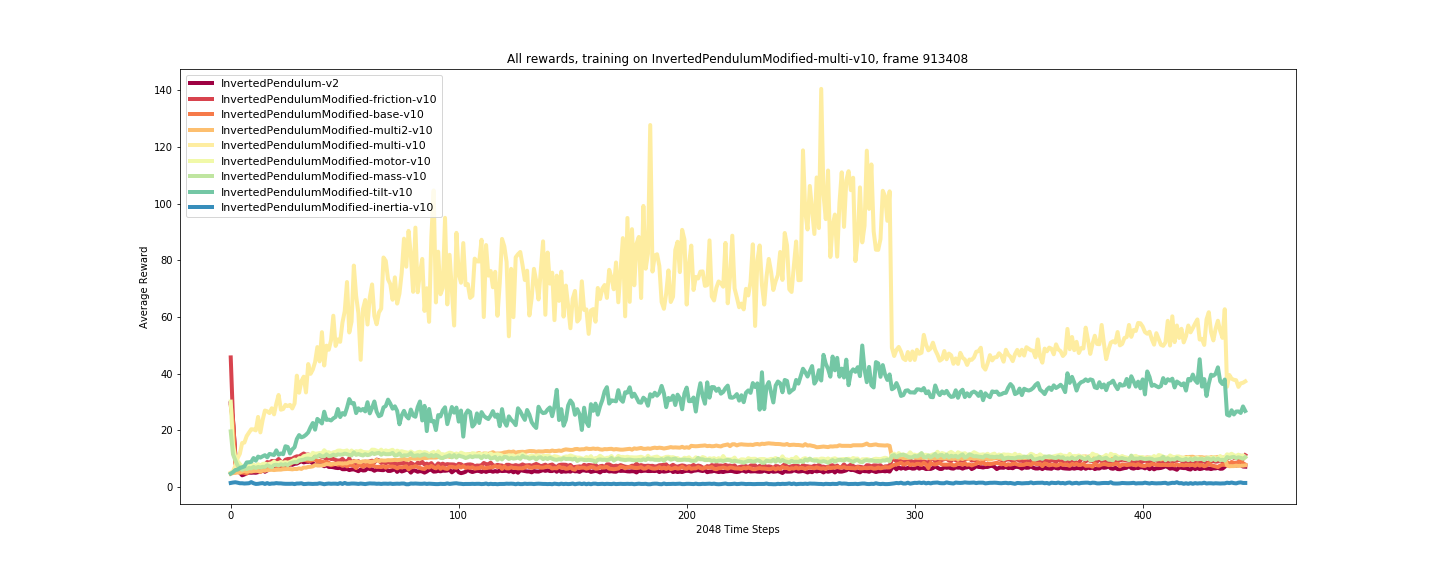 All rewards, training on InvertedPendulumModified-multi-v10, frame 913408
InvertedPendulum-v2
InvertedPendulumModified-friction-v10
InvertedPendulumModified-base-v10
InvertedPendulumModified-multi2-v10
InvertedPendulumModified-multi-v10
InvertedPendulumModified-motor-v10
InvertedPendulumModified-mass-v10
InvertedPendulumModified-tilt-v10
InvertedPendulumModified-inertia-v10
Average Reward
140
120
100
80
60
40
20
0
0 100 200 300 400
2048 Time Steps